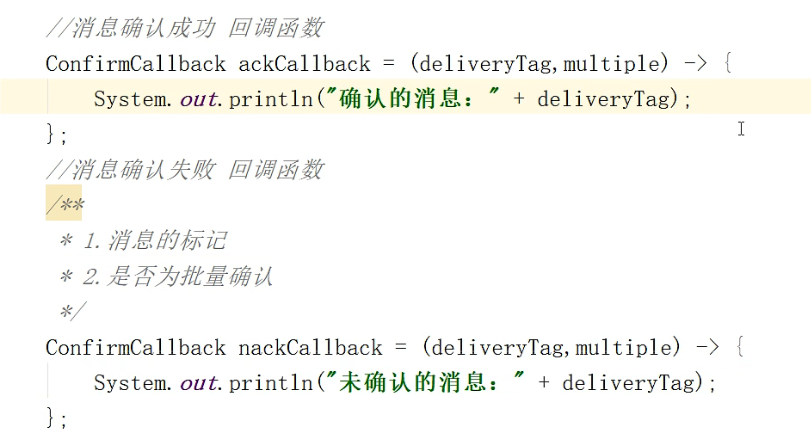 //消息确认成功 回调函数
ConfirmCallback ackCallback = (deliveryTag,multiple) -> {
System.out.println("确认的消息：" + deliveryTag);
};
//消息确认失败 回调函数
/**
* 1.消息的标记
* 2.是否为批量确认
*/
ConfirmCallback nackCallback = (deliveryTag,multiple) -> {
System.out.println("未确认的消息：" + deliveryTag);
};